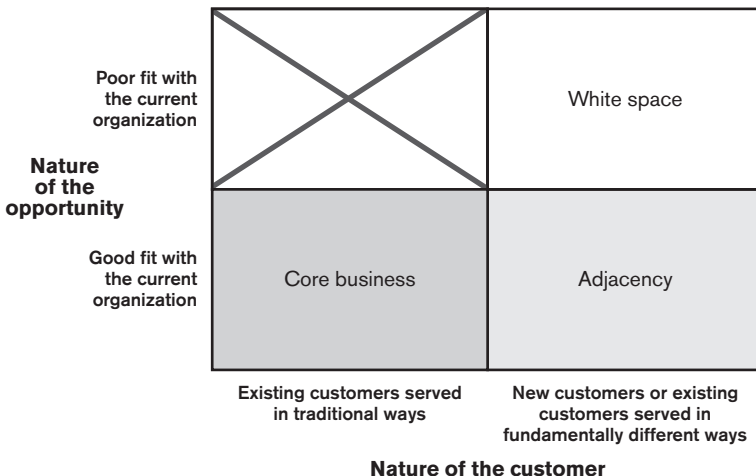 Poor fit with
the current
organization
White space
Nature
of the
opportunity
Good fit with
the current
organization
Core business
Adjacency
Existing customers served
in traditional ways
New customers or existing
customers served in
fundamentally different ways
Nature of the customer